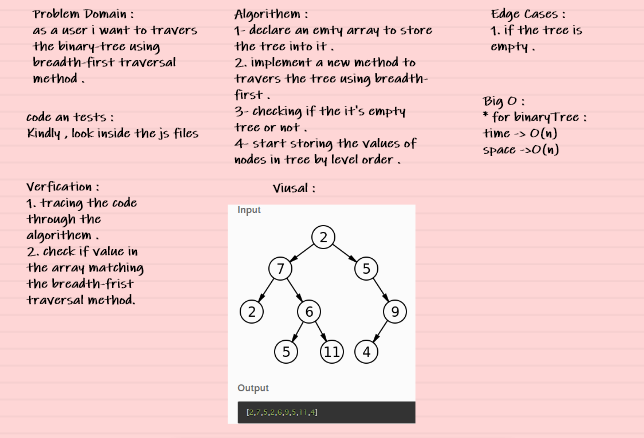 Problem Domain :
as a user i want to travers
the binary-tree using
breadth-first traversal
method .
code an tests :
Kindly , look inside the js files
Verfication :
1. tracing the code
through the
algorithem .
2. check if value in
the array matching
the breadth-frist
traversal method.
Algorithem :
1- declare an emty array to store
the tree into it .
2. implement a new method to
travers the tree using breadth-
first .
3- checking if the it's empty
tree or not .
4- start storing the values of
nodes in tree by level order .
Viusal :
Input
2
7 5
2 6 9
5 11 4
Output
[2,7,5,2,6,9,5,11,4]
Edge Cases :
1. if the tree is
empty .
Big O :
* for binaryTree :
time -> O(n)
space ->O(n)